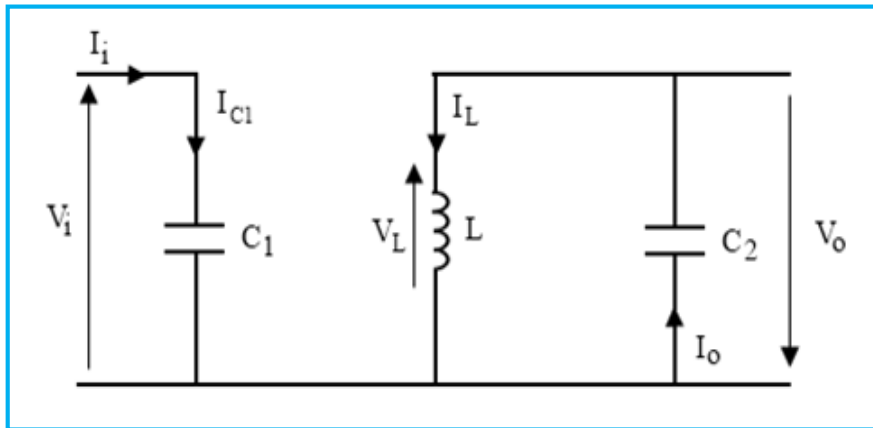 I_i
I_C1
V_i
C_1
I_L
V_L
L
C_2
I_o
V_o